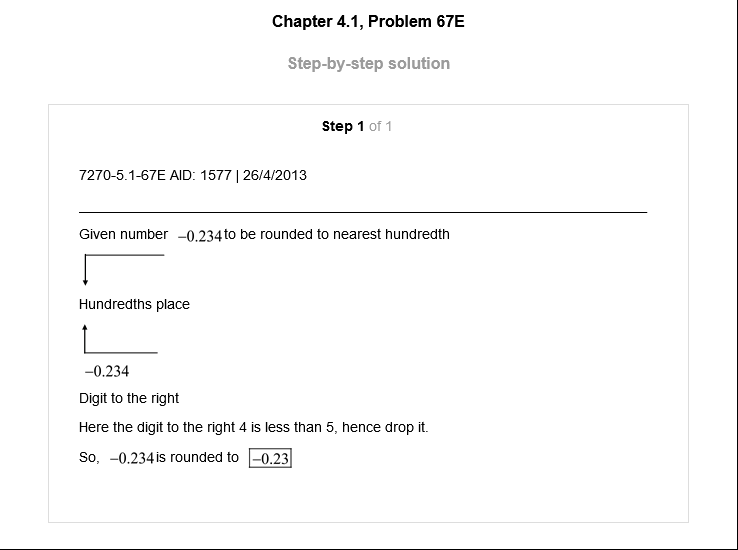 Chapter 4.1, Problem 67E
Step-by-step solution
Step 1 of 1
7270-5.1-67E AID: 1577 | 26/4/2013
Given number −0.234 to be rounded to nearest hundredth
Hundredths place
−0.234
Digit to the right
Here the digit to the right 4 is less than 5, hence drop it.
So, −0.234 is rounded to −0.23